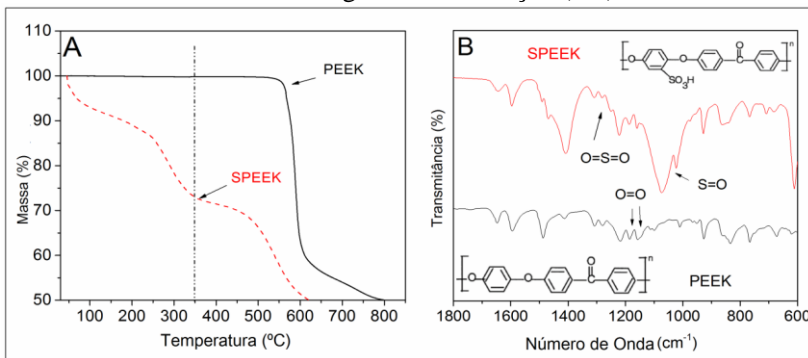 A
110
100
90
80
70
60
50
Massa (%)
PEEK
SPEEK
100
200
300
400
500
600
700
800
Temperatura (ºC)
B
SPEEK
O
O
C
O
n
SO₃H
O=S=O
S=O
O=O
Transmitância (%)
O
O
C
O
n
PEEK
1800
1600
1400
1200
1000
800
600
Número de Onda (cm⁻¹)